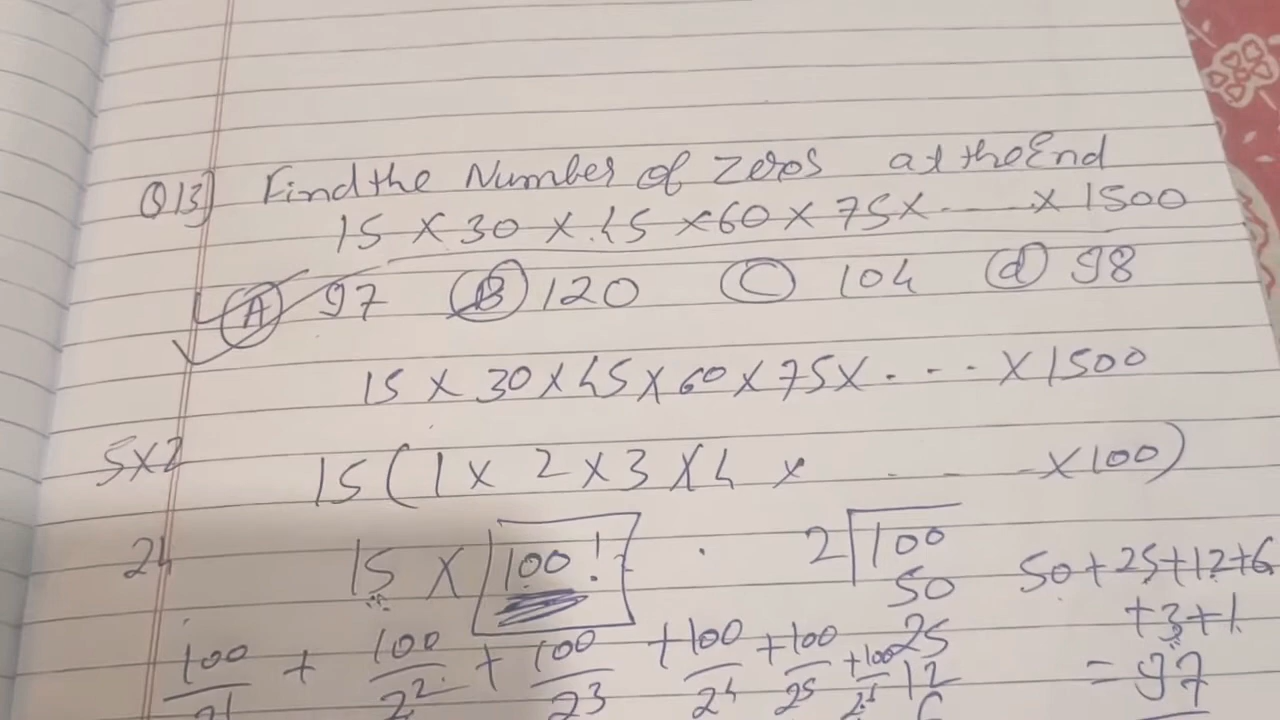 Q13] Find the Number of zeros at the End
15 × 30 × 45 × 60 × 75 × ..... × 1500
(A) 97 (B) 120 (C) 104 (d) 98
15 × 30 × 45 × 60 × 75 × .... × 1500
5×2 15 (1 × 2 × 3 × 4 × ... × 100)
24 15 × 100! . 2 100
50 50 + 25 + 12 + 6
100/2¹ + 100/2² + 100/2³ + 100/2⁴ + 100/2⁵ + 100 25 + 3 + 1
12 = 97
6